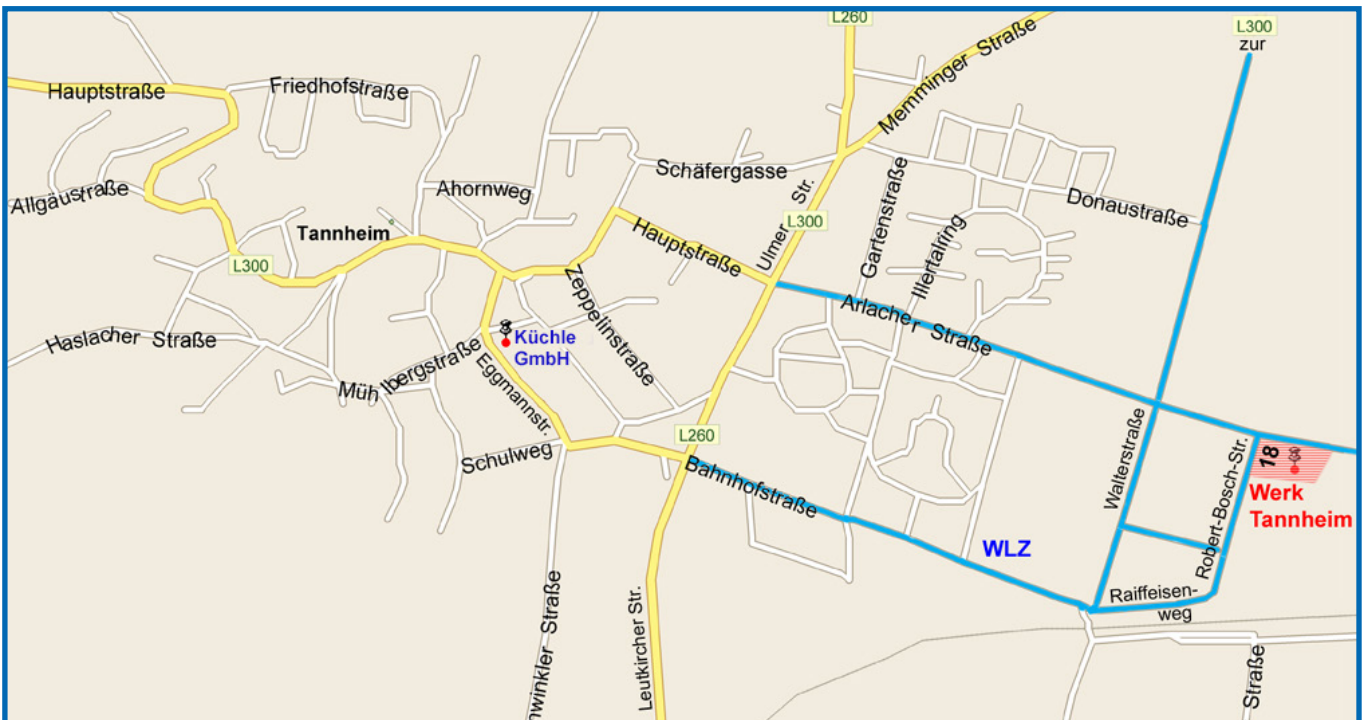 L260
L300
zur
Memminger Straße
Hauptstraße
Friedhofstraße
Schäfergasse
Ahornweg
Allgäustraße
Donaustraße
Gartenstraße
Illertalring
Ulmer Str.
L300
Tannheim
Hauptstraße
L300
Zeppelinstraße
Arlacher Straße
Haslacher Straße
Küchle
GmbH
Mühlbergstraße
Eggmannstr.
L260
Schulweg
Bahnhofstraße
Walterstraße
Robert-Bosch-Str.
18
Werk
Tannheim
WLZ
Raiffeisen-
weg
nwinkler Straße
Leutkircher Str.
Straße